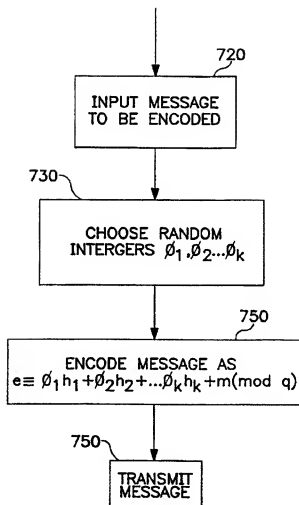 720
INPUT MESSAGE
TO BE ENCODED
730
CHOOSE RANDOM
INTERGERS Ø₁,Ø₂...Øₖ
750
ENCODE MESSAGE AS
e≡ Ø₁h₁+Ø₂h₂+...Øₖhₖ+m(mod q)
750
TRANSMIT
MESSAGE